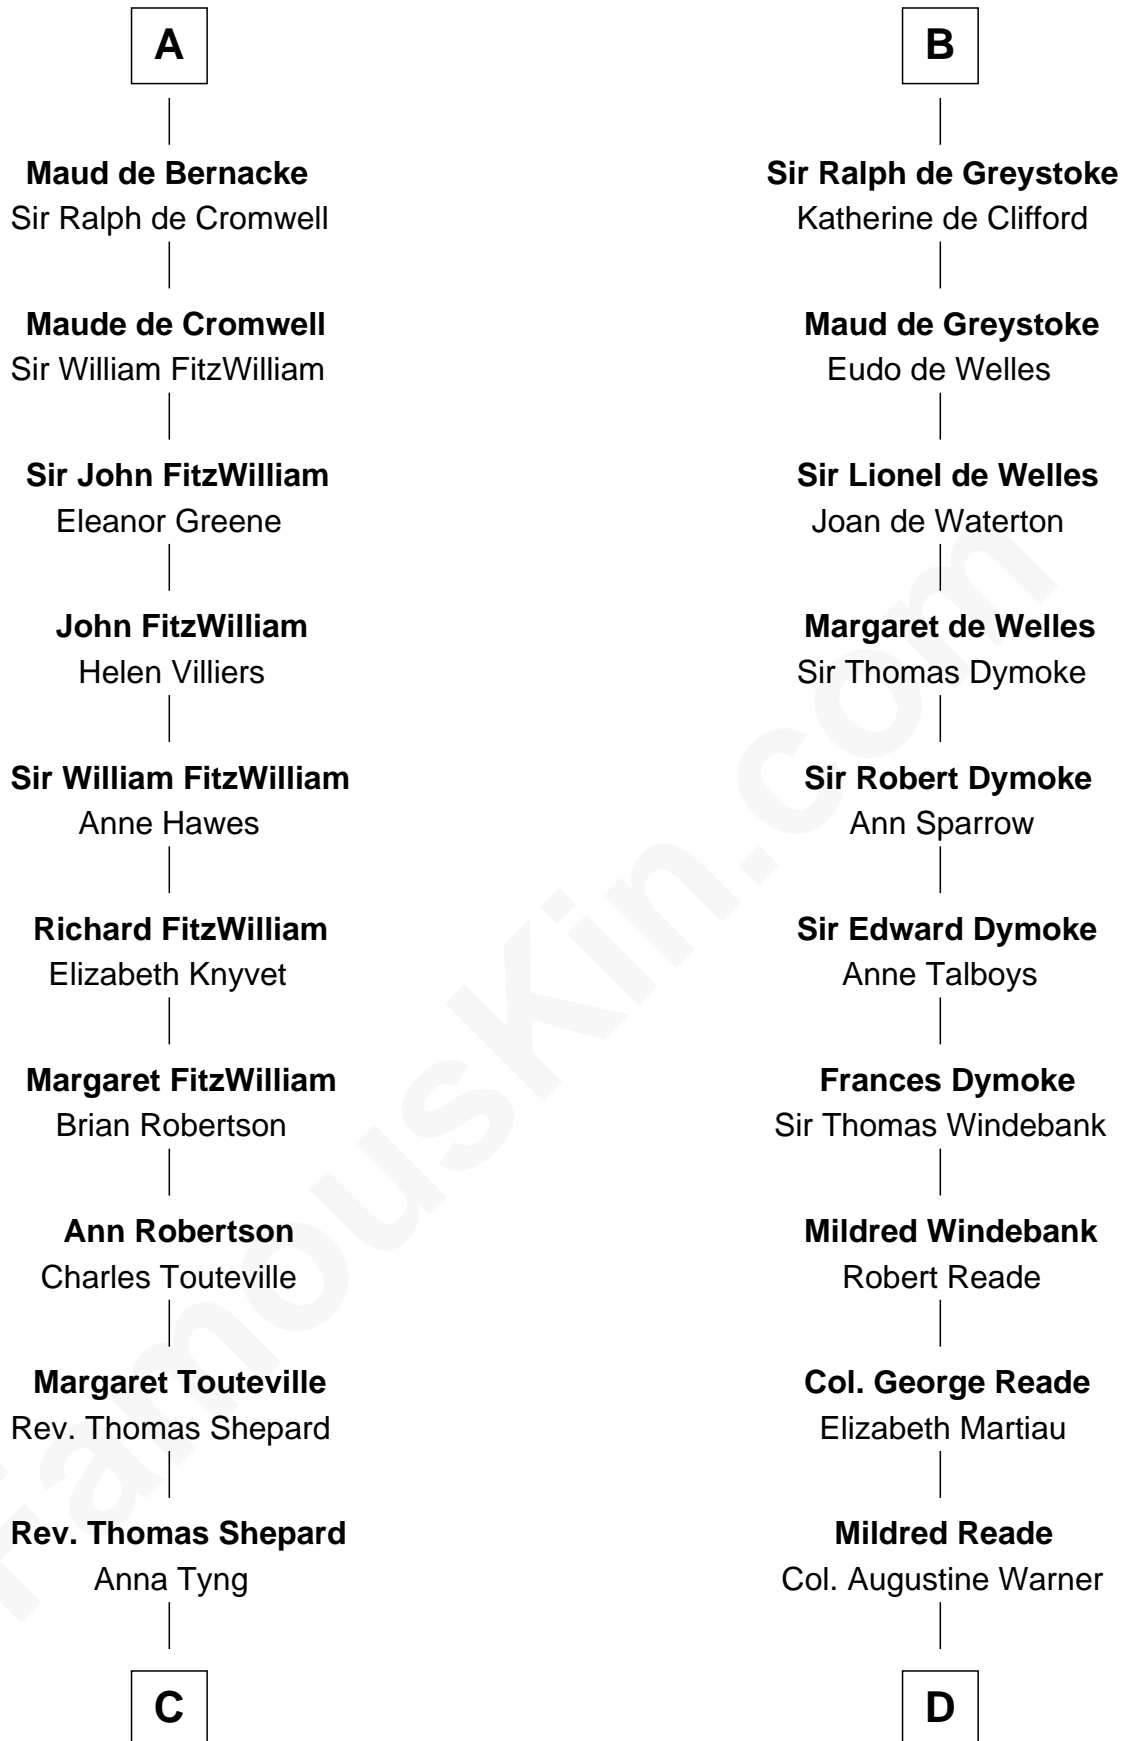 A
Maud de Bernacke
Sir Ralph de Cromwell
Maude de Cromwell
Sir William FitzWilliam
Sir John FitzWilliam
Eleanor Greene
John FitzWilliam
Helen Villiers
Sir William FitzWilliam
Anne Hawes
Richard FitzWilliam
Elizabeth Knyvet
Margaret FitzWilliam
Brian Robertson
Ann Robertson
Charles Touteville
Margaret Touteville
Rev. Thomas Shepard
Rev. Thomas Shepard
Anna Tyng
C
B
Sir Ralph de Greystoke
Katherine de Clifford
Maud de Greystoke
Eudo de Welles
Sir Lionel de Welles
Joan de Waterton
Margaret de Welles
Sir Thomas Dymoke
Sir Robert Dymoke
Ann Sparrow
Sir Edward Dymoke
Anne Talboys
Frances Dymoke
Sir Thomas Windebank
Mildred Windebank
Robert Reade
Col. George Reade
Elizabeth Martiau
Mildred Reade
Col. Augustine Warner
D
FamousKin.com